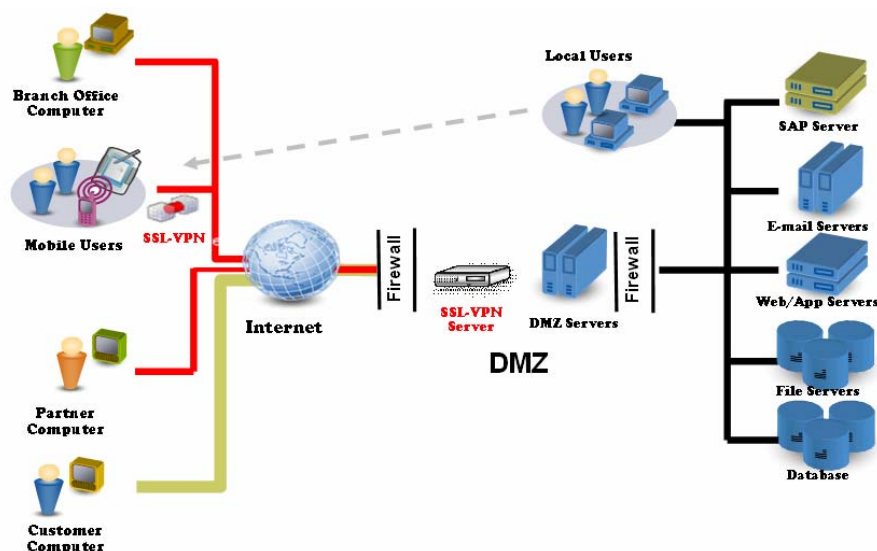 Branch Office
Computer
Mobile Users
SSL-VPN
Partner
Computer
Customer
Computer
Internet
Firewall
SSL-VPN
Server
DMZ Servers
Firewall
DMZ
Local Users
SAP Server
E-mail Servers
Web/App Servers
File Servers
Database